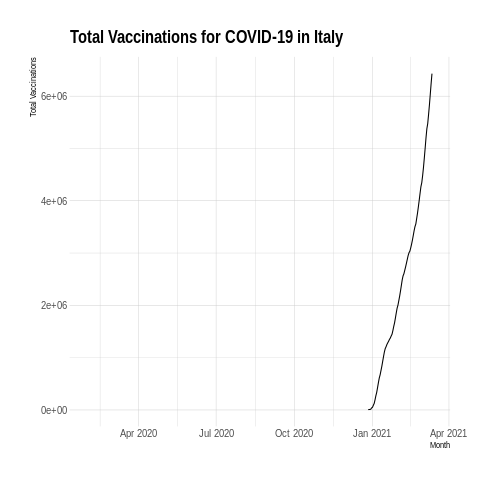 Total Vaccinations for COVID-19 in Italy
Total Vaccinations
6e+06
4e+06
2e+06
0e+00
Apr 2020 Jul 2020 Oct 2020 Jan 2021 Apr 2021
Month